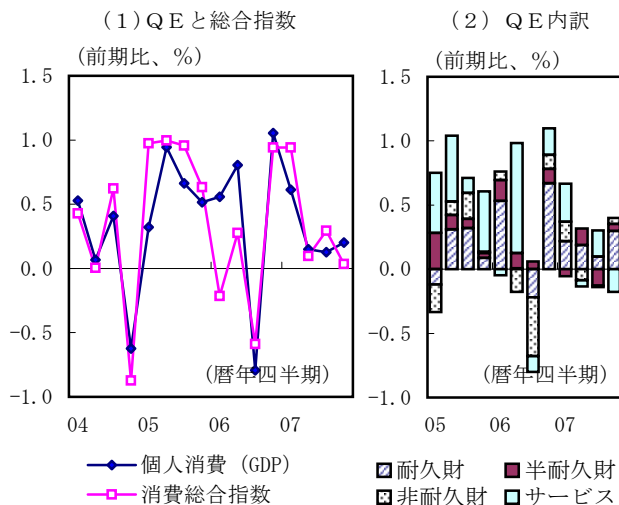 （1）ＱＥと総合指数
（2）ＱＥ内訳
(前期比、％)
(前期比、％)
1.5
1.0
0.5
0.0
-0.5
-1.0
1.5
1.0
0.5
0.0
-0.5
-1.0
(暦年四半期)
(暦年四半期)
04 05 06 07
05 06 07
個人消費（GDP）
消費総合指数
耐久財 半耐久財
非耐久財 サービス